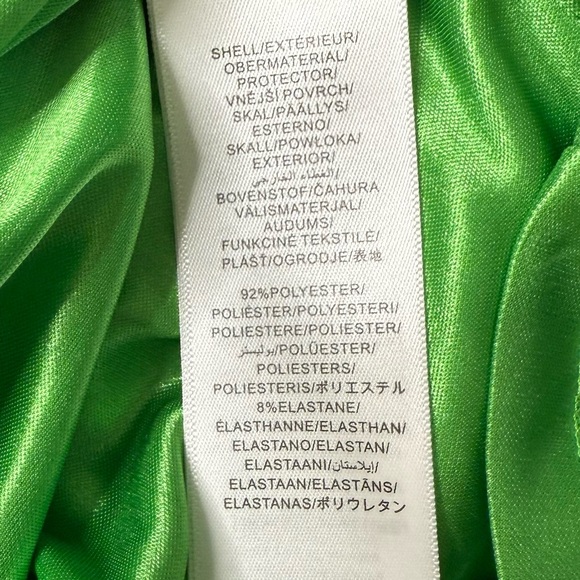 SHELL/EXTÉRIEUR/
OBERMATERIAL/
PROTECTOR/
VNĚJŠÍ POVRCH/
SKAL/PÄÄLLYS/
ESTERNO/
SKALL/POWŁOKA/
EXTERIOR/
الغطاء الخارجي/
BOVENSTOF/ČAHURA
VÄLISMATERJAL/
AUDUMS/
FUNKCINĖ TEKSTILĖ/
PLÁŠŤ/OGRODJE/表地
92%POLYESTER/
POLIÉSTER/POLYESTERI/
POLIESTERE/POLIESTER/
بوليستر/POLÜESTER/
POLIESTERS/
POLIESTERIS/ポリエステル
8%ELASTANE/
ÉLASTHANNE/ELASTHAN/
ELASTANO/ELASTAN/
ELASTAANI/إيلاستان/
ELASTAAN/ELASTĀNS/
ELASTANAS/ポリウレタン